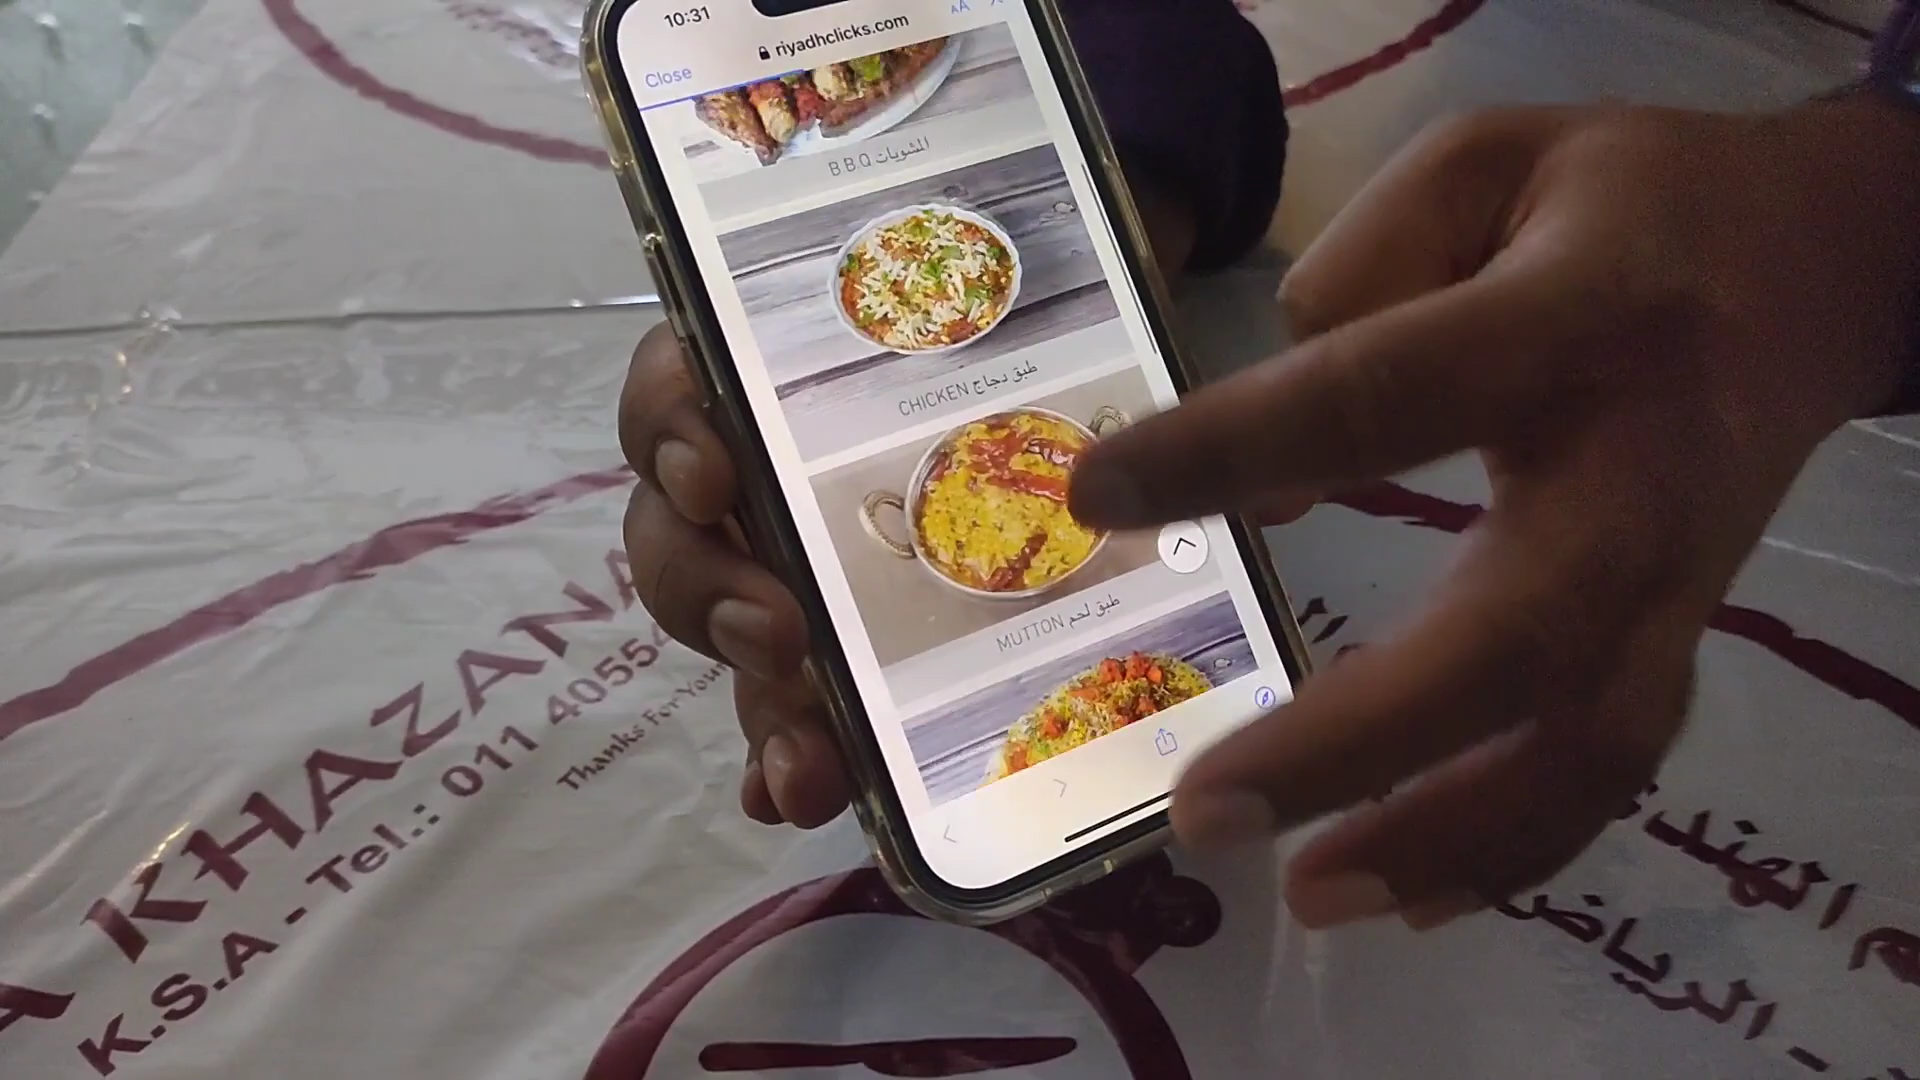 10:31
riyadhclicks.com
AA
Close
B.B.Q المشويات
CHICKEN طبق دجاج
MUTTON طبق لحم
KHAZANA
K.S.A - Tel.: 011 4055
Thanks For Your
الرياض -